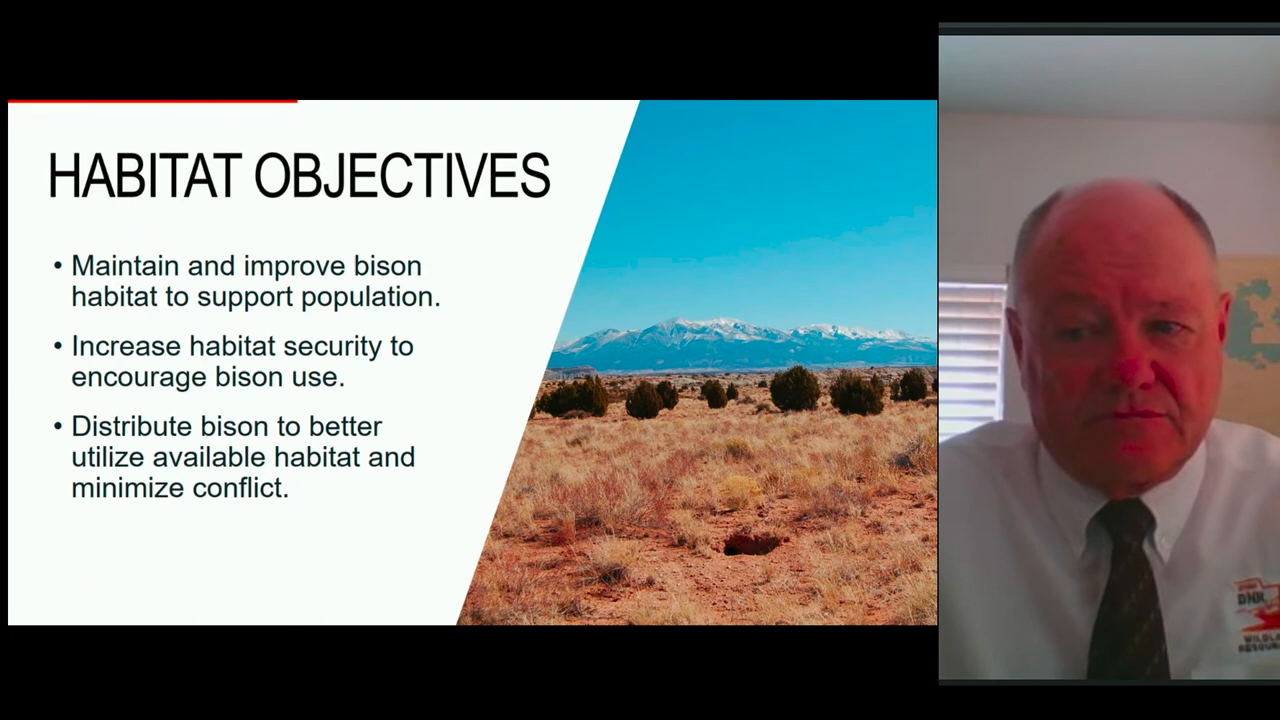 HABITAT OBJECTIVES
• Maintain and improve bison
habitat to support population.
• Increase habitat security to
encourage bison use.
• Distribute bison to better
utilize available habitat and
minimize conflict.
DNR